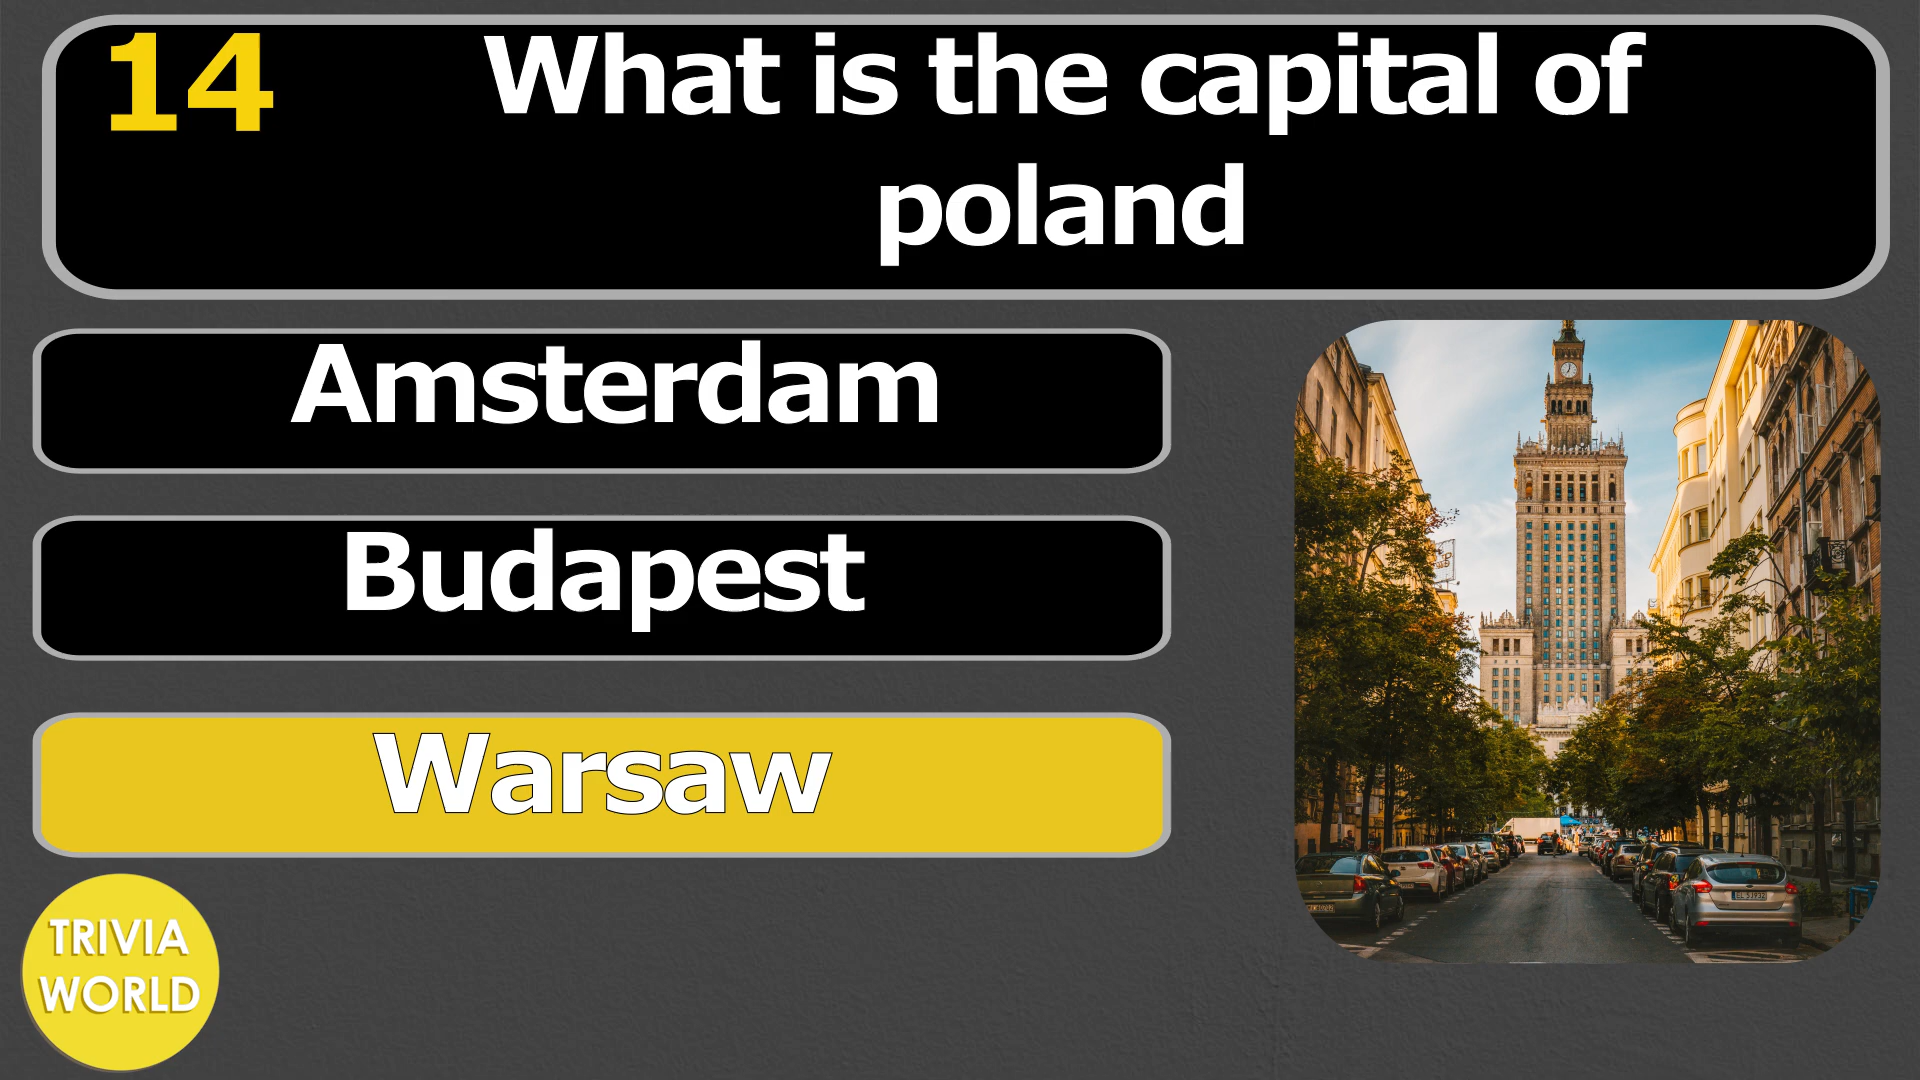 14
What is the capital of
poland
Amsterdam
Budapest
Warsaw
TRIVIA
WORLD